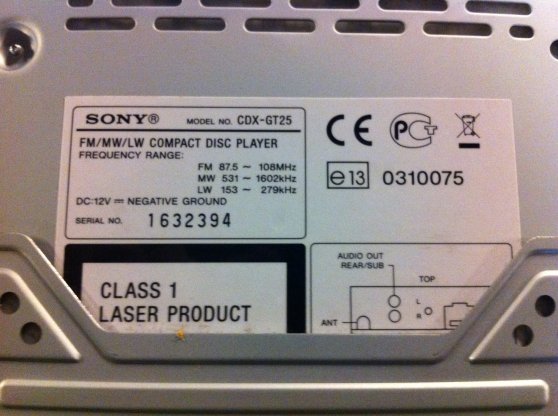 SONY® MODEL NO. CDX-GT25
FM/MW/LW COMPACT DISC PLAYER
FREQUENCY RANGE:
FM 87.5 ~ 108MHz
MW 531 ~ 1602kHz
LW 153 ~ 279kHz
DC:12V ⎓ NEGATIVE GROUND
SERIAL NO. 1632394
CE PCT
e13 0310075
CLASS 1
LASER PRODUCT
AUDIO OUT
REAR/SUB
TOP
L
R
ANT